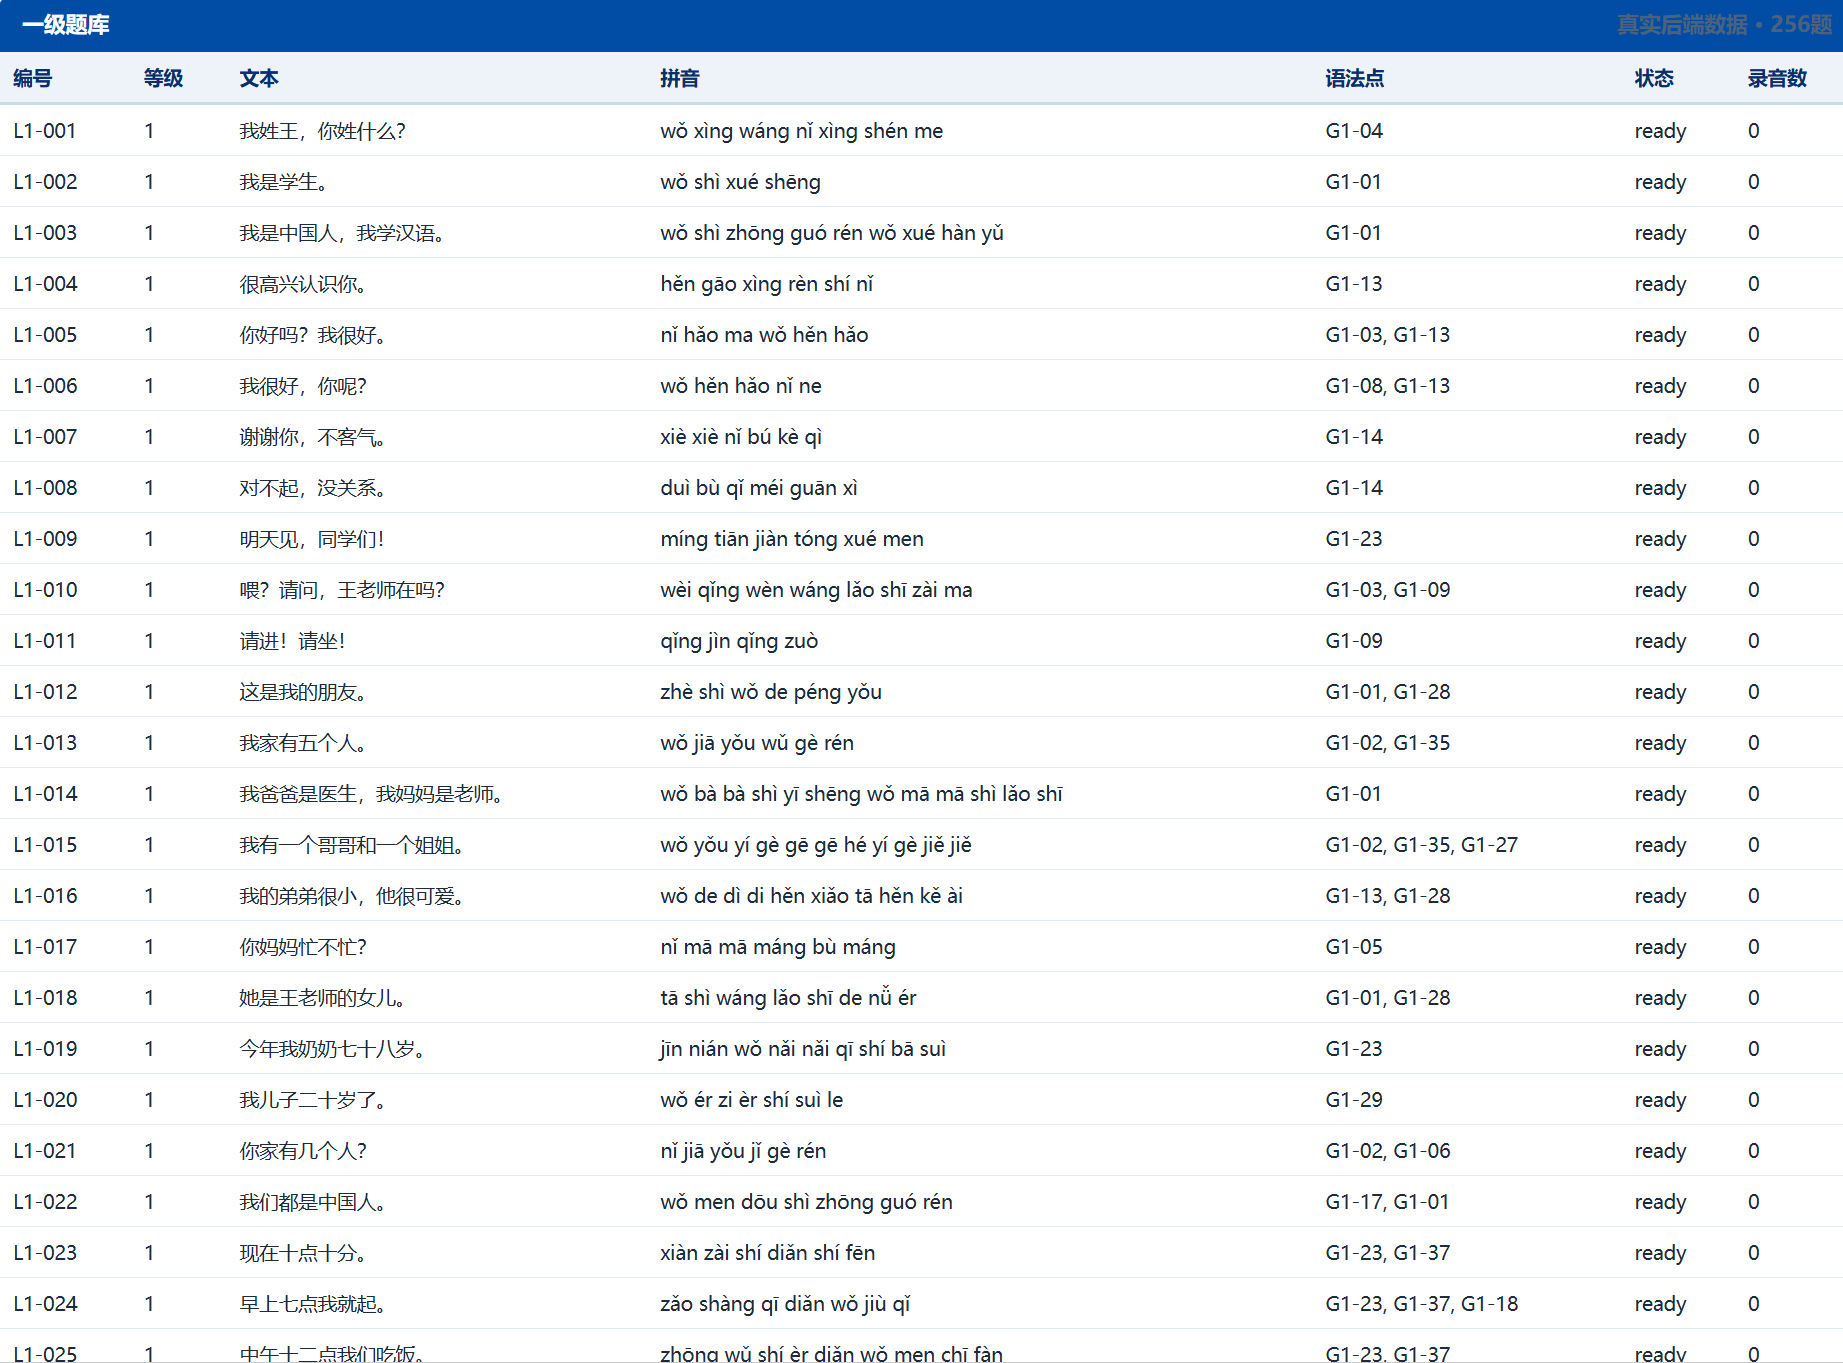 一级题库 真实后端数据 · 256题
编号 等级 文本 拼音 语法点 状态 录音数
L1-001 1 我姓王，你姓什么？ wǒ xìng wáng nǐ xìng shén me G1-04 ready 0
L1-002 1 我是学生。 wǒ shì xué shēng G1-01 ready 0
L1-003 1 我是中国人，我学汉语。 wǒ shì zhōng guó rén wǒ xué hàn yǔ G1-01 ready 0
L1-004 1 很高兴认识你。 hěn gāo xìng rèn shí nǐ G1-13 ready 0
L1-005 1 你好吗？我很好。 nǐ hǎo ma wǒ hěn hǎo G1-03, G1-13 ready 0
L1-006 1 我很好，你呢？ wǒ hěn hǎo nǐ ne G1-08, G1-13 ready 0
L1-007 1 谢谢你，不客气。 xiè xiè nǐ bú kè qì G1-14 ready 0
L1-008 1 对不起，没关系。 duì bù qǐ méi guān xì G1-14 ready 0
L1-009 1 明天见，同学们！ míng tiān jiàn tóng xué men G1-23 ready 0
L1-010 1 喂？请问，王老师在吗？ wèi qǐng wèn wáng lǎo shī zài ma G1-03, G1-09 ready 0
L1-011 1 请进！请坐！ qǐng jìn qǐng zuò G1-09 ready 0
L1-012 1 这是我的朋友。 zhè shì wǒ de péng yǒu G1-01, G1-28 ready 0
L1-013 1 我家有五个人。 wǒ jiā yǒu wǔ gè rén G1-02, G1-35 ready 0
L1-014 1 我爸爸是医生，我妈妈是老师。 wǒ bà bà shì yī shēng wǒ mā mā shì lǎo shī G1-01 ready 0
L1-015 1 我有一个哥哥和一个姐姐。 wǒ yǒu yí gè gē gē hé yí gè jiě jiě G1-02, G1-35, G1-27 ready 0
L1-016 1 我的弟弟很小，他很可爱。 wǒ de dì di hěn xiǎo tā hěn kě ài G1-13, G1-28 ready 0
L1-017 1 你妈妈忙不忙？ nǐ mā mā máng bù máng G1-05 ready 0
L1-018 1 她是王老师的女儿。 tā shì wáng lǎo shī de nǚ ér G1-01, G1-28 ready 0
L1-019 1 今年我奶奶七十八岁。 jīn nián wǒ nǎi nǎi qī shí bā suì G1-23 ready 0
L1-020 1 我儿子二十岁了。 wǒ ér zi èr shí suì le G1-29 ready 0
L1-021 1 你家有几个人？ nǐ jiā yǒu jǐ gè rén G1-02, G1-06 ready 0
L1-022 1 我们都是中国人。 wǒ men dōu shì zhōng guó rén G1-17, G1-01 ready 0
L1-023 1 现在十点十分。 xiàn zài shí diǎn shí fēn G1-23, G1-37 ready 0
L1-024 1 早上七点我就起。 zǎo shàng qī diǎn wǒ jiù qǐ G1-23, G1-37, G1-18 ready 0
L1-025 1 中午十二点我们吃饭。 zhōng wǔ shí èr diǎn wǒ men chī fàn G1-23, G1-37 ready 0